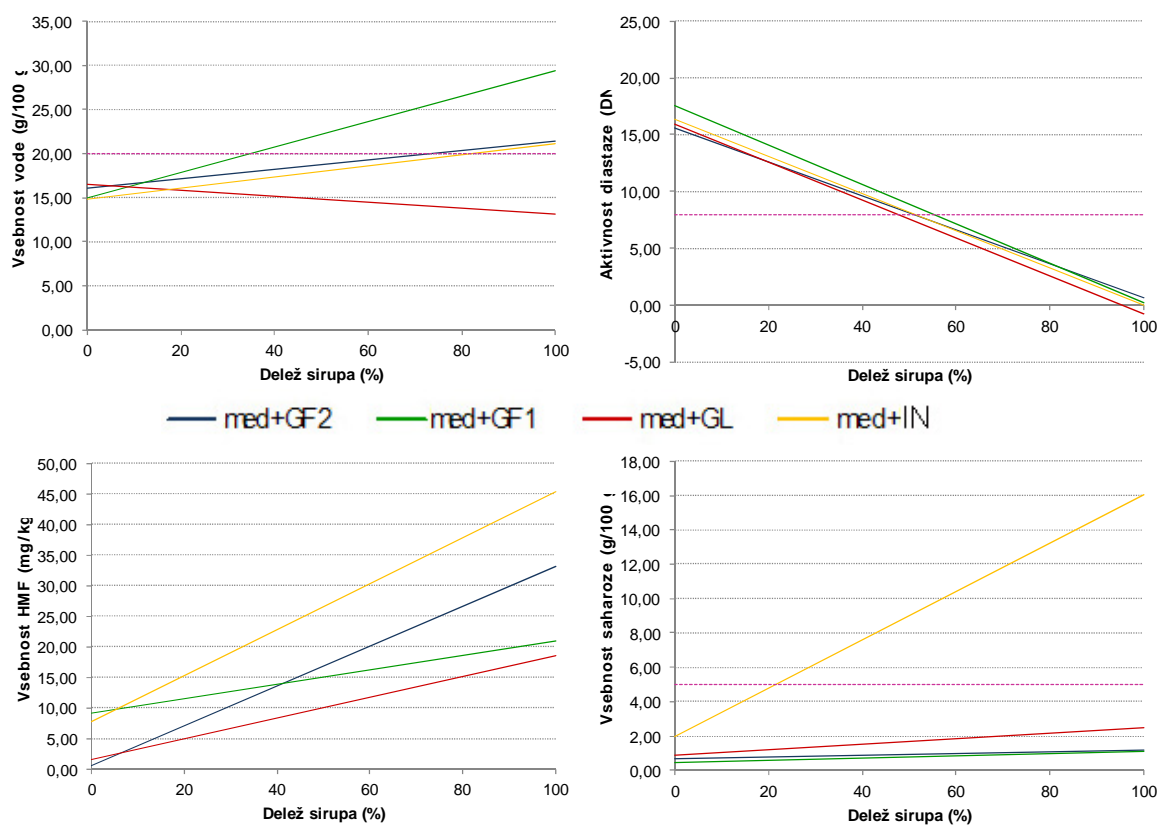 Vsebnost vode (g/100 g
35,00
30,00
25,00
20,00
15,00
10,00
5,00
0,00
0 20 40 60 80 100
Delež sirupa (%)
Aktivnost diastaze (DN
25,00
20,00
15,00
10,00
5,00
0,00
-5,00
0 20 40 60 80 100
Delež sirupa (%)
med+GF2 med+GF1 med+GL med+IN
Vsebnost HMF (mg/kg
50,00
45,00
40,00
35,00
30,00
25,00
20,00
15,00
10,00
5,00
0,00
0 20 40 60 80 100
Delež sirupa (%)
Vsebnost saharoze (g/100 g
18,00
16,00
14,00
12,00
10,00
8,00
6,00
4,00
2,00
0,00
0 20 40 60 80 100
Delež sirupa (%)